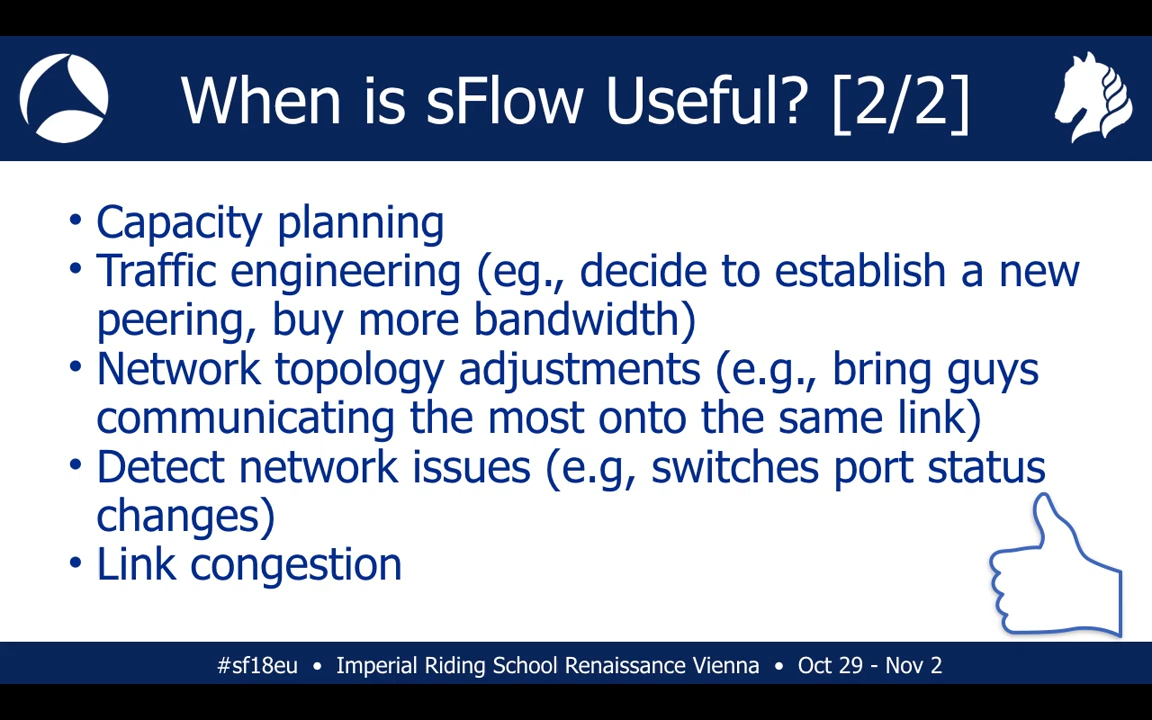 When is sFlow Useful? [2/2]
• Capacity planning
• Traffic engineering (eg., decide to establish a new
peering, buy more bandwidth)
• Network topology adjustments (e.g., bring guys
communicating the most onto the same link)
• Detect network issues (e.g, switches port status
changes)
• Link congestion
#sf18eu • Imperial Riding School Renaissance Vienna • Oct 29 - Nov 2